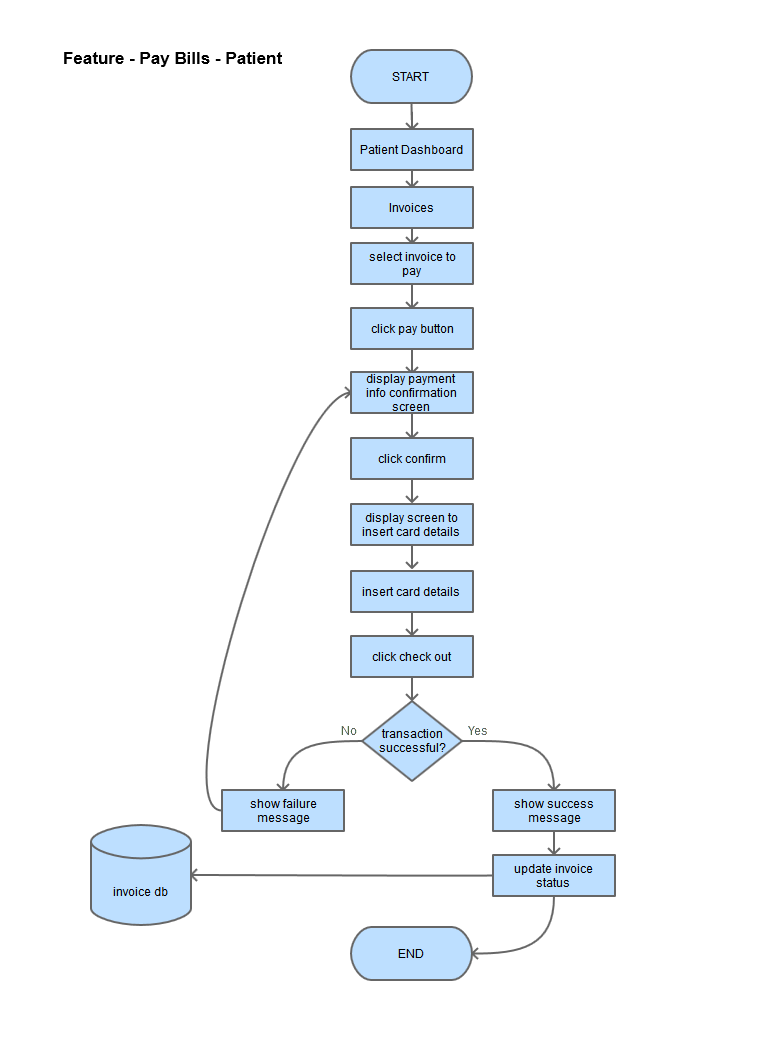 Feature - Pay Bills - Patient
START
Patient Dashboard
Invoices
select invoice to
pay
click pay button
display payment
info confirmation
screen
click confirm
display screen to
insert card details
insert card details
click check out
transaction
successful?
No
Yes
show failure
message
show success
message
update invoice
status
invoice db
END